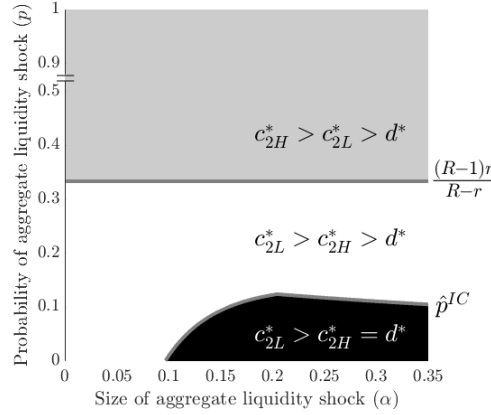 Probability of aggregate liquidity shock (p)
1
0.9
0.5
0.4
0.3
0.2
0.1
0
c*2H > c*2L > d*
(R−1)r
R−r
c*2L > c*2H > d*
p̂^IC
c*2L > c*2H = d*
0 0.05 0.1 0.15 0.2 0.25 0.3 0.35
Size of aggregate liquidity shock (α)